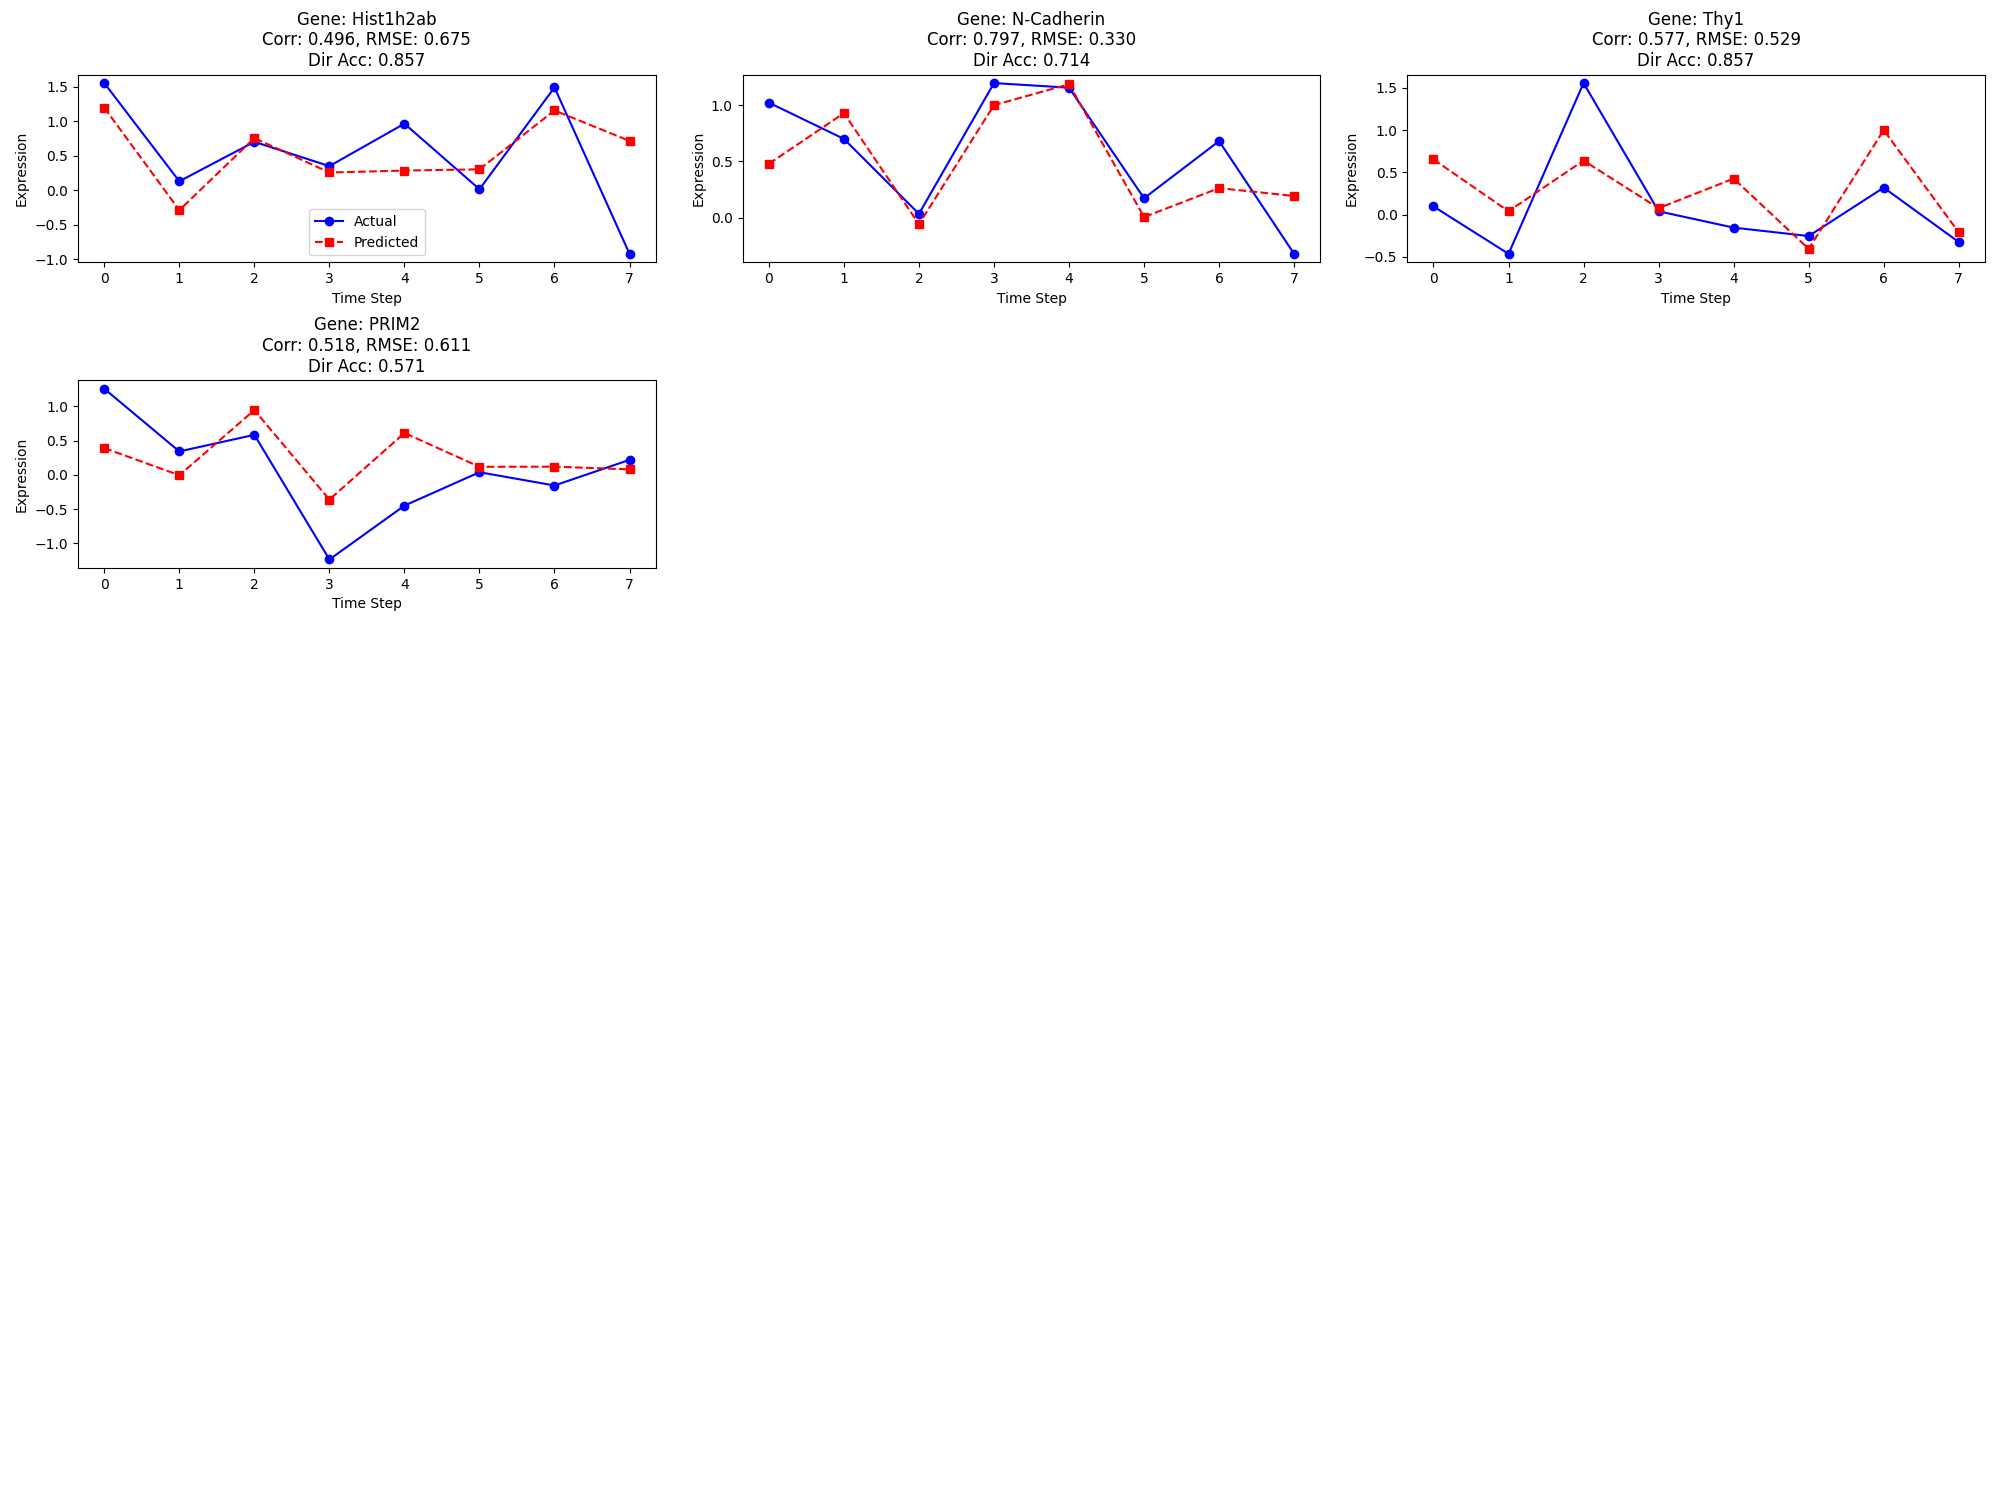 Gene: Hist1h2ab
Corr: 0.496, RMSE: 0.675
Dir Acc: 0.857
Expression
1.5
1.0
0.5
0.0
−0.5
−1.0
Actual
Predicted
0 1 2 3 4 5 6 7
Time Step
Gene: N-Cadherin
Corr: 0.797, RMSE: 0.330
Dir Acc: 0.714
Expression
1.0
0.5
0.0
0 1 2 3 4 5 6 7
Time Step
Gene: Thy1
Corr: 0.577, RMSE: 0.529
Dir Acc: 0.857
Expression
1.5
1.0
0.5
0.0
−0.5
0 1 2 3 4 5 6 7
Time Step
Gene: PRIM2
Corr: 0.518, RMSE: 0.611
Dir Acc: 0.571
Expression
1.0
0.5
0.0
−0.5
−1.0
0 1 2 3 4 5 6 7
Time Step